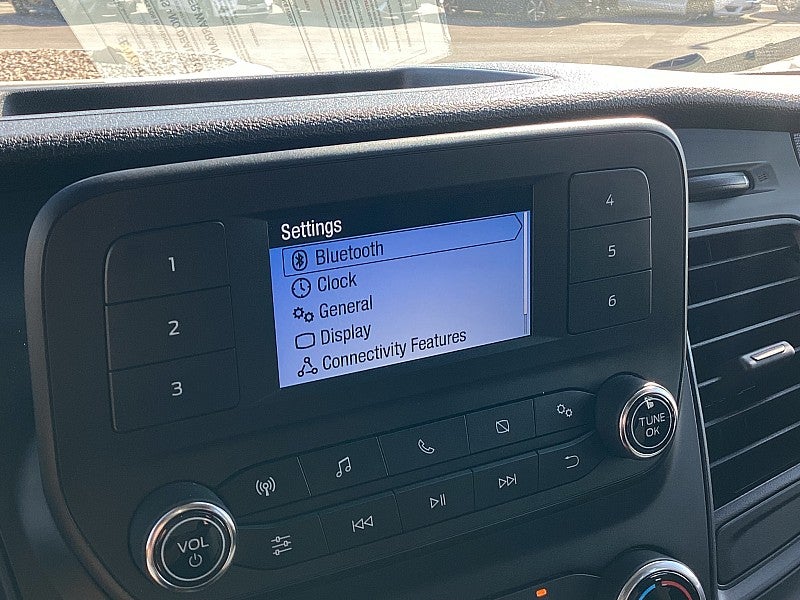 Settings
Bluetooth
Clock
General
Display
Connectivity Features
1
2
3
4
5
6
VOL
TUNE
OK